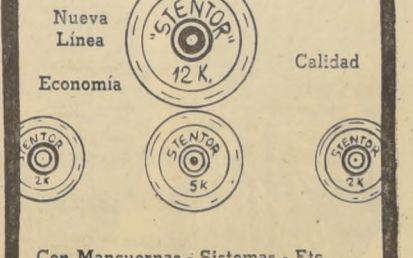 Nueva
Línea
"STENTOR"
12 K.
Calidad
Economía
STENTOR
2K
STENTOR
5K
STENTOR
2K
Con Mancuernas - Sistemas - Etc.